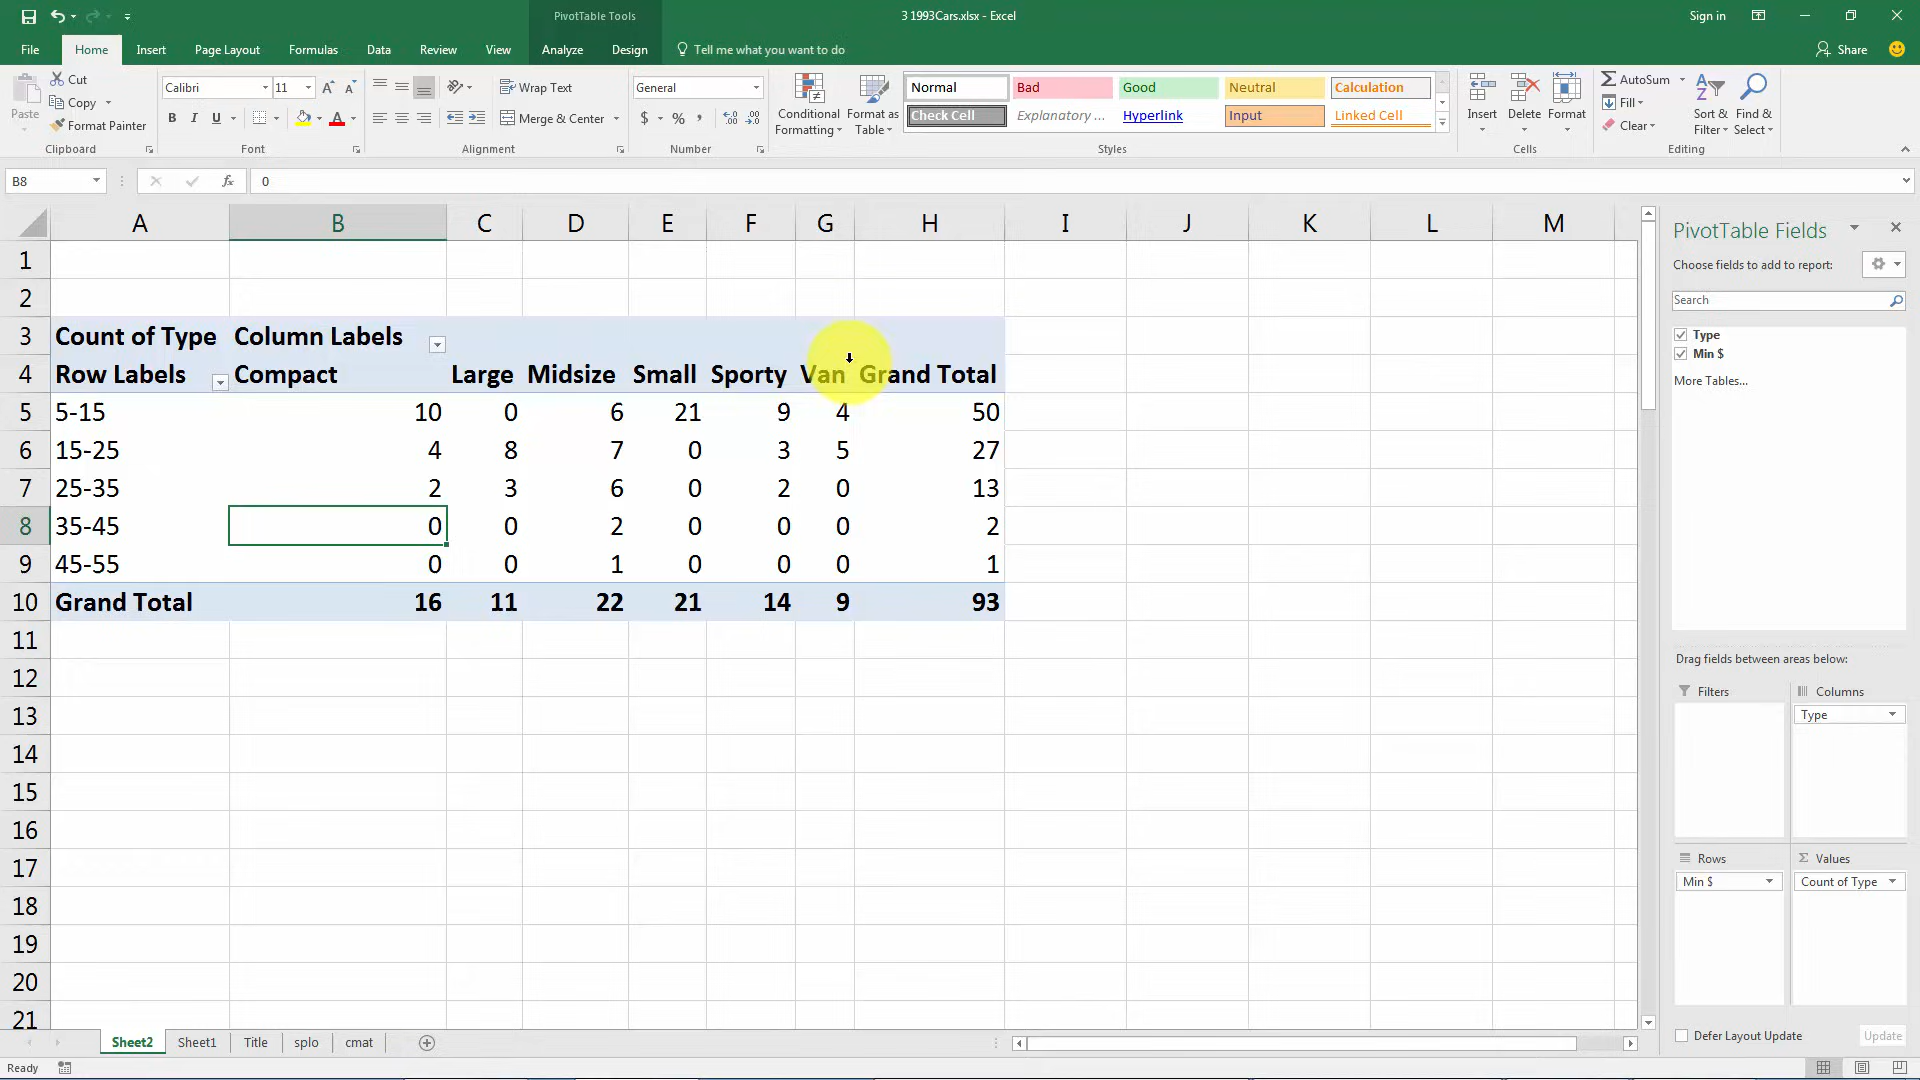 PivotTable Tools
3 1993Cars.xlsx - Excel
Sign in
File Home Insert Page Layout Formulas Data Review View Analyze Design Tell me what you want to do Share
Cut
Copy
Format Painter
Paste
Clipboard
Calibri 11
B I U
Font
Wrap Text
Merge & Center
Alignment
General
$ % ,
Number
Conditional Formatting
Format as Table
Normal Bad Good Neutral Calculation
Check Cell Explanatory ... Hyperlink Input Linked Cell
Styles
Insert Delete Format
Cells
AutoSum
Fill
Clear
Sort & Filter
Find & Select
Editing
B8 fx 0
A B C D E F G H I J K L M
1
2
3 Count of Type Column Labels
4 Row Labels Compact Large Midsize Small Sporty Van Grand Total
5 5-15 10 0 6 21 9 4 50
6 15-25 4 8 7 0 3 5 27
7 25-35 2 3 6 0 2 0 13
8 35-45 0 0 2 0 0 0 2
9 45-55 0 0 1 0 0 0 1
10 Grand Total 16 11 22 21 14 9 93
11
12
13
14
15
16
17
18
19
20
21
PivotTable Fields
Choose fields to add to report:
Search
Type
Min $
More Tables...
Drag fields between areas below:
Filters Columns
Type
Rows Values
Min $ Count of Type
Defer Layout Update Update
Sheet2 Sheet1 Title splo cmat
Ready